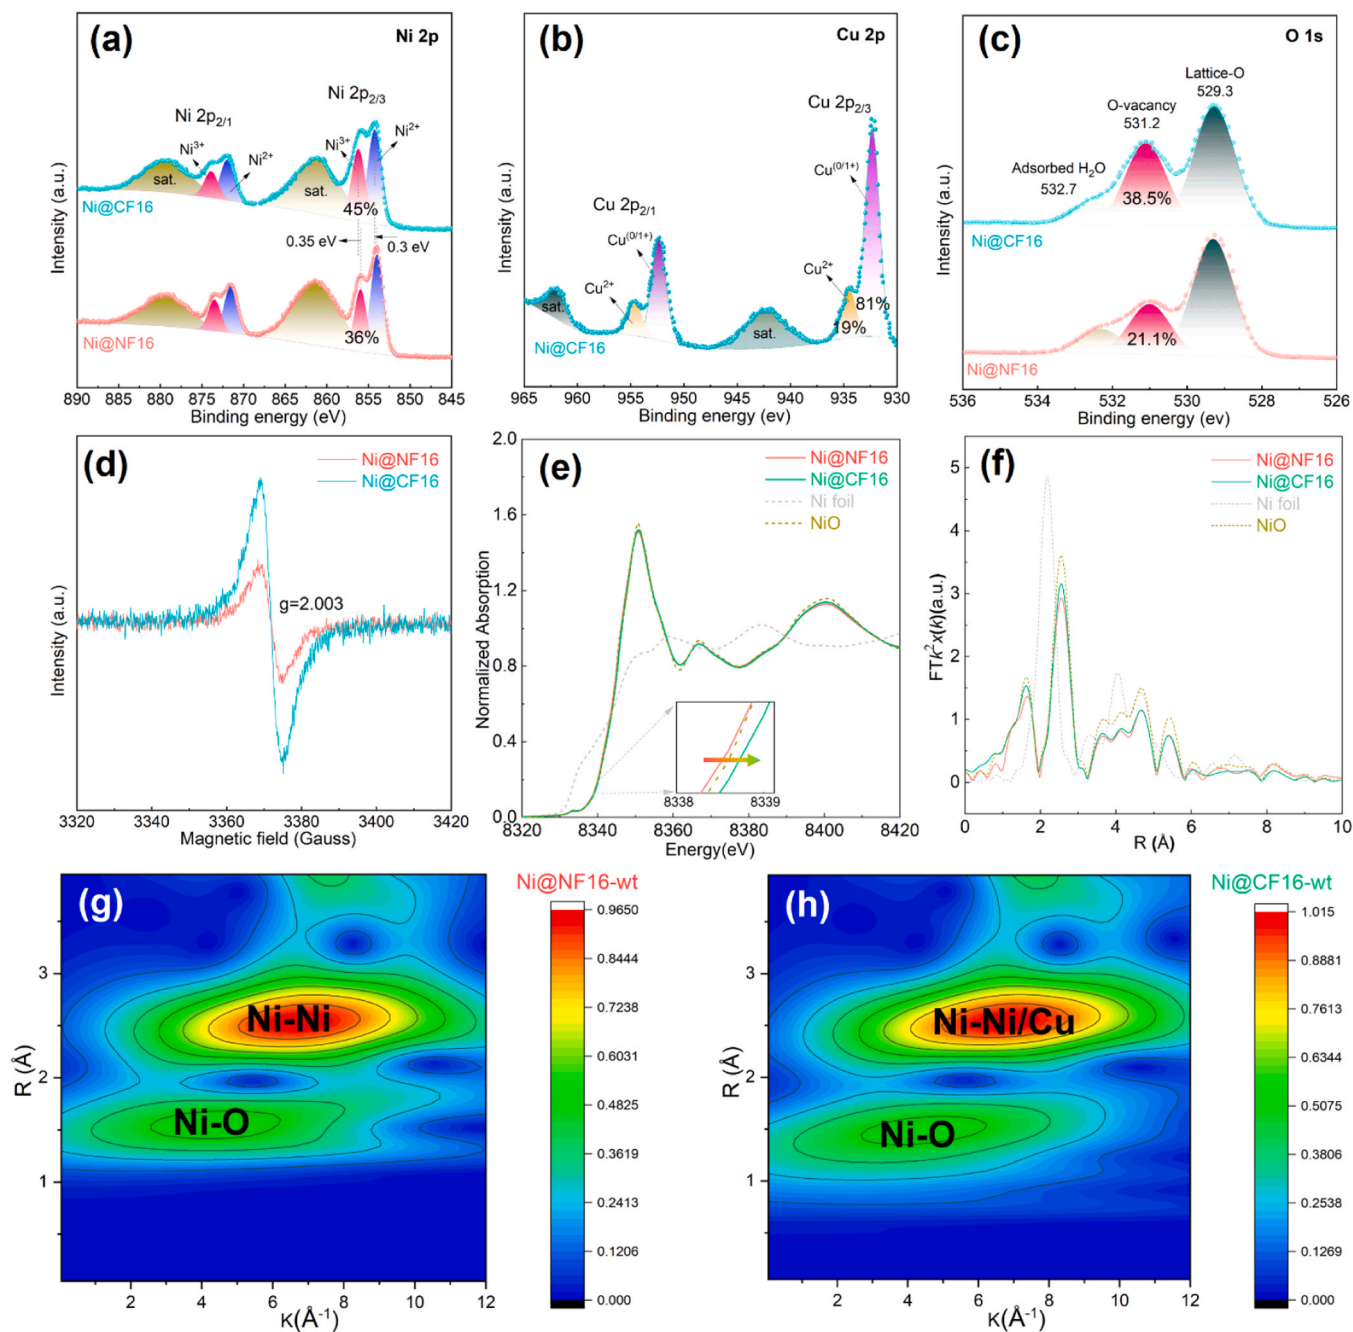 (a)
Ni 2p
Ni 2p2/3
Ni 2p2/1
Ni3+
Ni2+
Ni3+
Ni2+
sat.
sat.
45%
Ni@CF16
0.35 eV
0.3 eV
36%
Ni@NF16
Intensity (a.u.)
890 885 880 875 870 865 860 855 850 845
Binding energy (eV)
(b)
Cu 2p
Cu 2p2/3
Cu(0/1+)
Cu 2p2/1
Cu(0/1+)
Cu2+
Cu2+
sat.
sat.
81%
19%
Ni@CF16
Intensity (a.u.)
965 960 955 950 945 940 935 930
Binding energy (ev)
(c)
O 1s
Lattice-O
529.3
O-vacancy
531.2
Adsorbed H2O
532.7
38.5%
Ni@CF16
21.1%
Ni@NF16
Intensity (a.u.)
536 534 532 530 528 526
Binding energy (ev)
(d)
Ni@NF16
Ni@CF16
g=2.003
Intensity (a.u.)
3320 3340 3360 3380 3400 3420
Magnetic field (Gauss)
(e)
Ni@NF16
Ni@CF16
Ni foil
NiO
Normalized Absorption
2.0
1.6
1.2
0.8
0.4
0.0
8338 8339
8320 8340 8360 8380 8400 8420
Energy(eV)
(f)
Ni@NF16
Ni@CF16
Ni foil
NiO
FTk2x(k)(a.u.)
5
4
3
2
1
0
0 2 4 6 8 10
R (Å)
(g)
Ni@NF16-wt
Ni-Ni
Ni-O
R (Å)
3
2
1
2 4 6 8 10 12
K(Å-1)
0.9650
0.8444
0.7238
0.6031
0.4825
0.3619
0.2413
0.1206
0.000
(h)
Ni@CF16-wt
Ni-Ni/Cu
Ni-O
R (Å)
3
2
1
2 4 6 8 10 12
K(Å-1)
1.015
0.8881
0.7613
0.6344
0.5075
0.3806
0.2538
0.1269
0.000